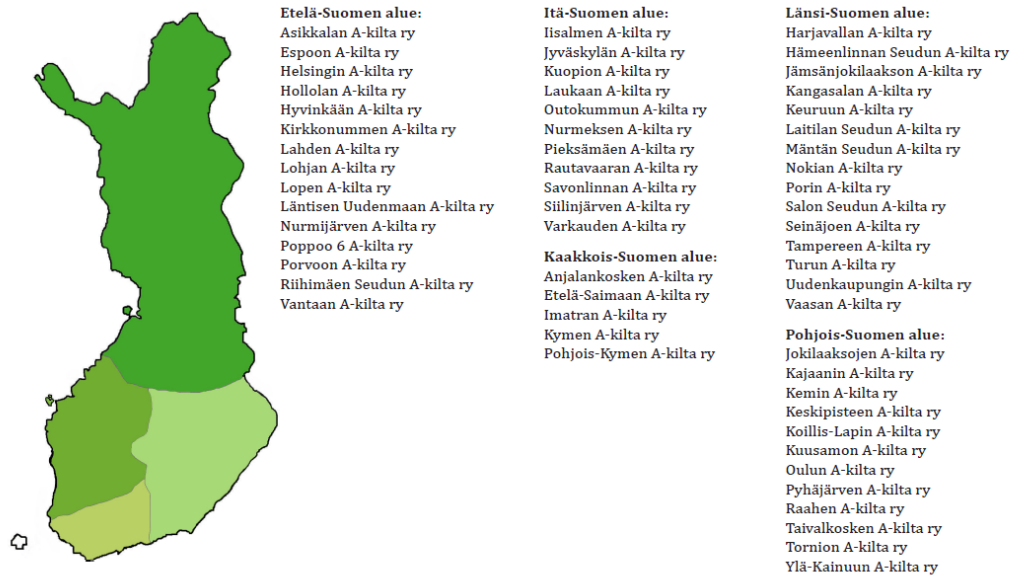 Etelä-Suomen alue:
Asikkalan A-kilta ry
Espoon A-kilta ry
Helsingin A-kilta ry
Hollolan A-kilta ry
Hyvinkään A-kilta ry
Kirkkonummen A-kilta ry
Lahden A-kilta ry
Lohjan A-kilta ry
Lopen A-kilta ry
Läntisen Uudenmaan A-kilta ry
Nurmijärven A-kilta ry
Poppoo 6 A-kilta ry
Porvoon A-kilta ry
Riihimäen Seudun A-kilta ry
Vantaan A-kilta ry
Itä-Suomen alue:
Iisalmen A-kilta ry
Jyväskylän A-kilta ry
Kuopion A-kilta ry
Laukaan A-kilta ry
Outokummun A-kilta ry
Nurmeksen A-kilta ry
Pieksämäen A-kilta ry
Rautavaaran A-kilta ry
Savonlinnan A-kilta ry
Siilinjärven A-kilta ry
Varkauden A-kilta ry
Kaakkois-Suomen alue:
Anjalankosken A-kilta ry
Etelä-Saimaan A-kilta ry
Imatran A-kilta ry
Kymen A-kilta ry
Pohjois-Kymen A-kilta ry
Länsi-Suomen alue:
Harjavallan A-kilta ry
Hämeenlinnan Seudun A-kilta ry
Jämsänjokilaakson A-kilta ry
Kangasalan A-kilta ry
Keuruun A-kilta ry
Laitilan Seudun A-kilta ry
Mäntän Seudun A-kilta ry
Nokian A-kilta ry
Porin A-kilta ry
Salon Seudun A-kilta ry
Seinäjoen A-kilta ry
Tampereen A-kilta ry
Turun A-kilta ry
Uudenkaupungin A-kilta ry
Vaasan A-kilta ry
Pohjois-Suomen alue:
Jokilaaksojen A-kilta ry
Kajaanin A-kilta ry
Kemin A-kilta ry
Keskipisteen A-kilta ry
Koillis-Lapin A-kilta ry
Kuusamon A-kilta ry
Oulun A-kilta ry
Pyhäjärven A-kilta ry
Raahen A-kilta ry
Taivalkosken A-kilta ry
Tornion A-kilta ry
Ylä-Kainuun A-kilta ry